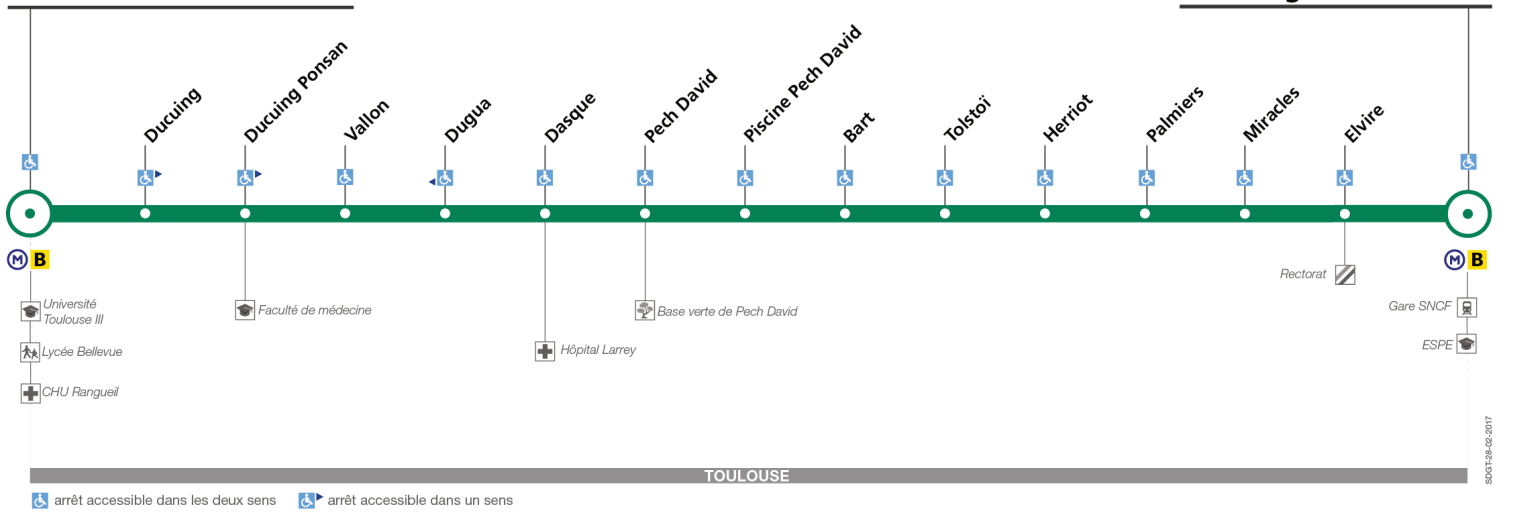 Ducuing
Ducuing Ponsan
Vallon
Dugua
Dasque
Pech David
Piscine Pech David
Bart
Tolstoï
Herriot
Palmiers
Miracles
Elvire
M B
M B
Université
Toulouse III
Lycée Bellevue
CHU Rangueil
Faculté de médecine
Hôpital Larrey
Base verte de Pech David
Rectorat
Gare SNCF
ESPE
SDGT-28-02-2017
TOULOUSE
arrêt accessible dans les deux sens
arrêt accessible dans un sens